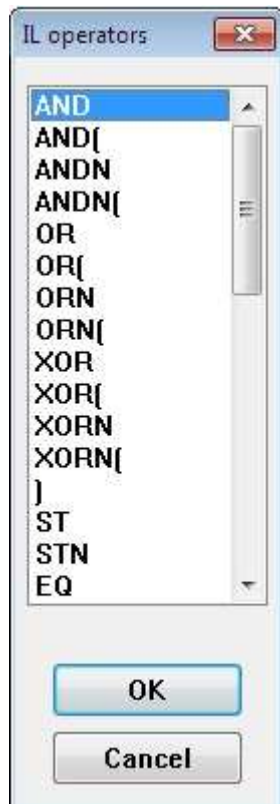 IL operators
AND
AND(
ANDN
ANDN(
OR
OR(
ORN
ORN(
XOR
XOR(
XORN
XORN(
)
ST
STN
EQ
OK
Cancel